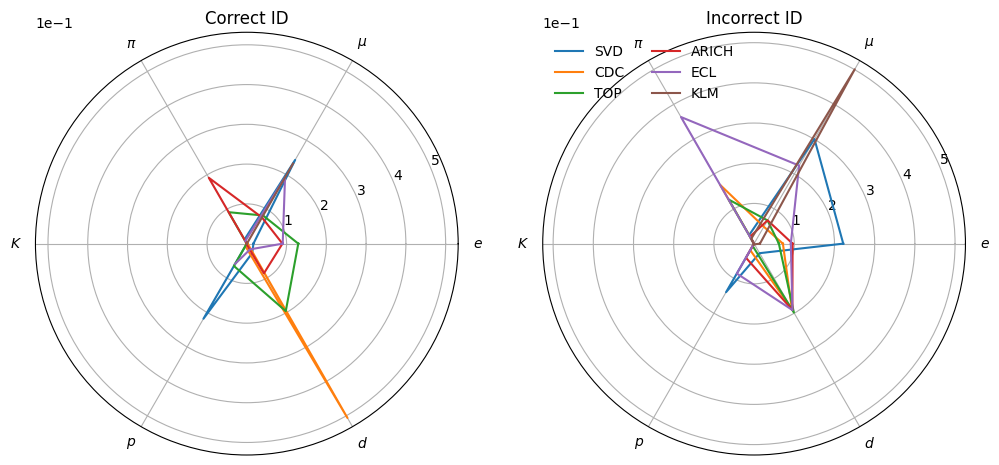 Correct ID
1e−1
π
μ
5
4
3
2
1
K
e
p
d
Incorrect ID
1e−1
π
μ
SVD
CDC
TOP
ARICH
ECL
KLM
5
4
3
2
1
K
e
p
d